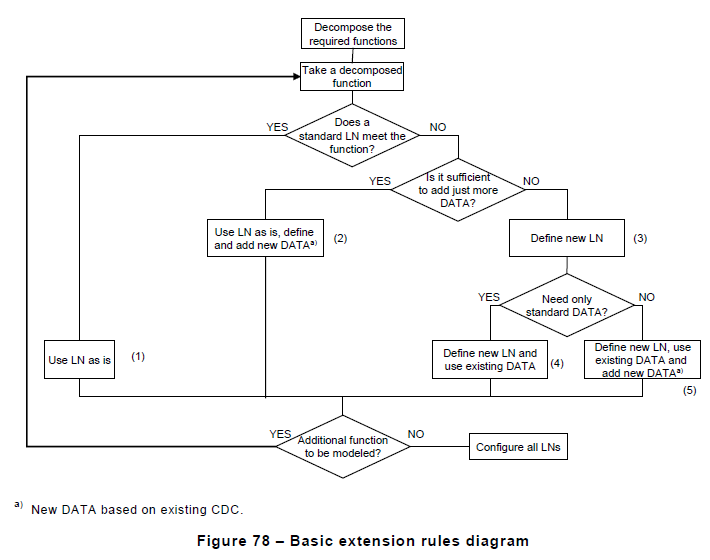 Decompose the
required functions
Take a decomposed
function
Does a
standard LN meet the
function?
YES
NO
Is it sufficient
to add just more
DATA?
YES
NO
Use LN as is, define
and add new DATAa)
(2)
Define new LN
(3)
Need only
standard DATA?
YES
NO
Use LN as is
(1)
Define new LN and
use existing DATA
(4)
Define new LN, use
existing DATA and
add new DATAa)
(5)
Additional function
to be modeled?
YES
NO
Configure all LNs
a) New DATA based on existing CDC.
Figure 78 – Basic extension rules diagram